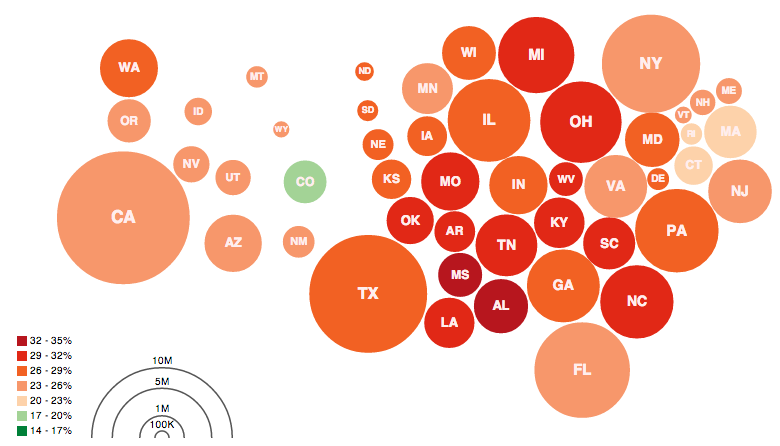 WA
MT
OR
ID
WY
NV
UT
CO
CA
AZ
NM
ND
SD
NE
KS
OK
TX
WI
MI
MN
IL
IA
OH
MO
IN
WV
AR
TN
KY
SC
MS
AL
LA
GA
NC
FL
NY
ME
NH
VT
RI
MA
MD
CT
DE
VA
NJ
PA
32 - 35%
29 - 32%
26 - 29%
23 - 26%
20 - 23%
17 - 20%
14 - 17%
10M
5M
1M
100K